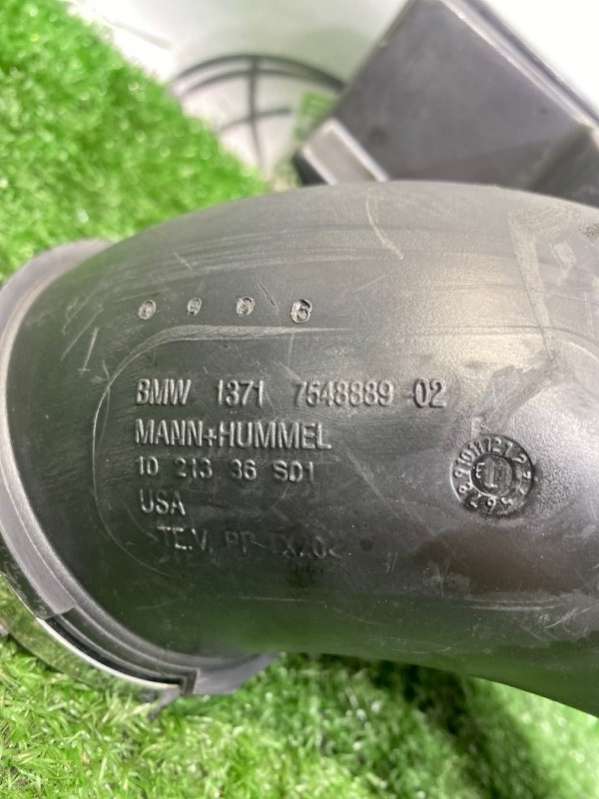 BMW 1371 7548889 02
MANN+HUMMEL
10 213 36 SD1
USA